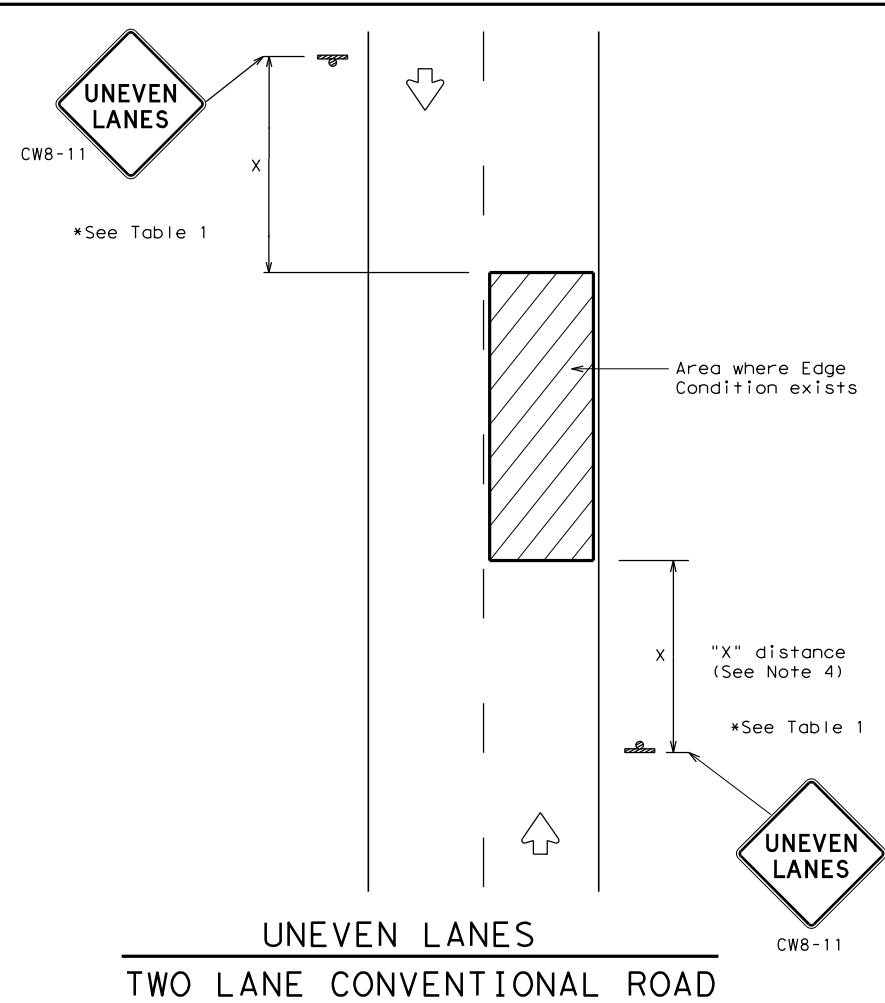 UNEVEN
LANES
CW8-11
X
*See Table 1
Area where Edge
Condition exists
X
"X" distance
(See Note 4)
*See Table 1
UNEVEN
LANES
CW8-11
UNEVEN LANES
TWO LANE CONVENTIONAL ROAD